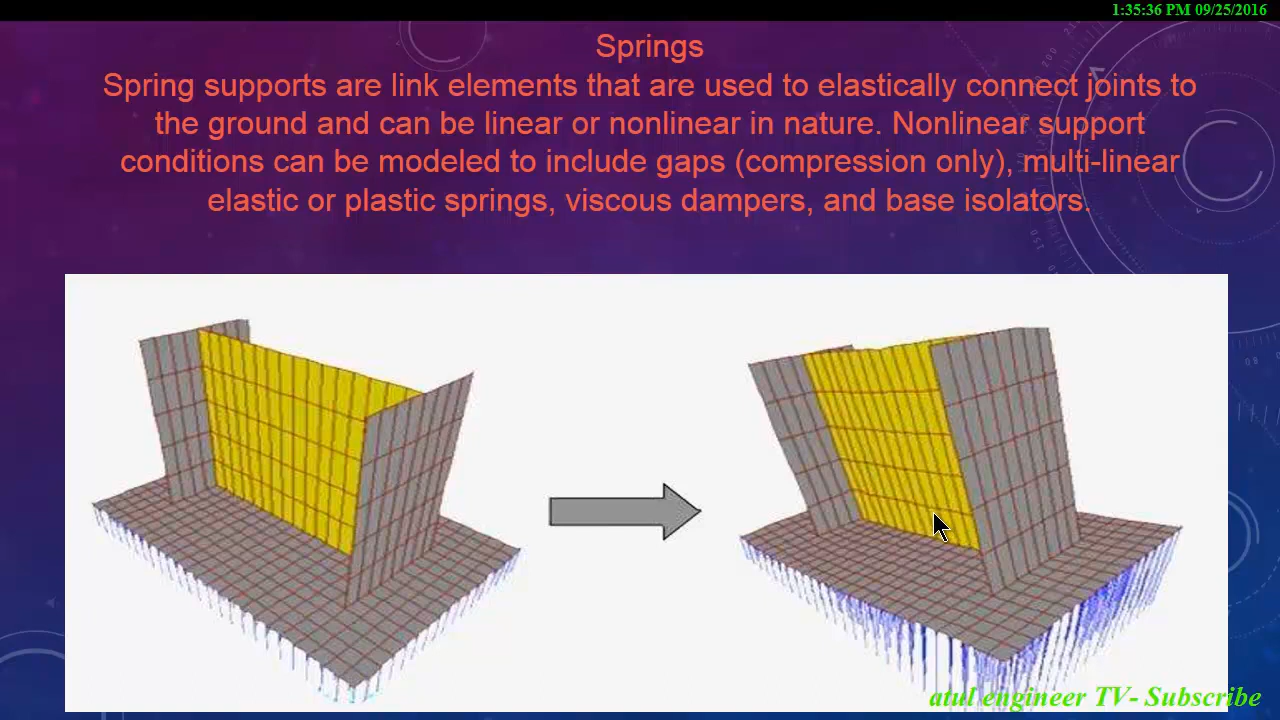 1:35:36 PM 09/25/2016
Springs
Spring supports are link elements that are used to elastically connect joints to
the ground and can be linear or nonlinear in nature. Nonlinear support
conditions can be modeled to include gaps (compression only), multi-linear
elastic or plastic springs, viscous dampers, and base isolators.
atul engineer TV- Subscribe